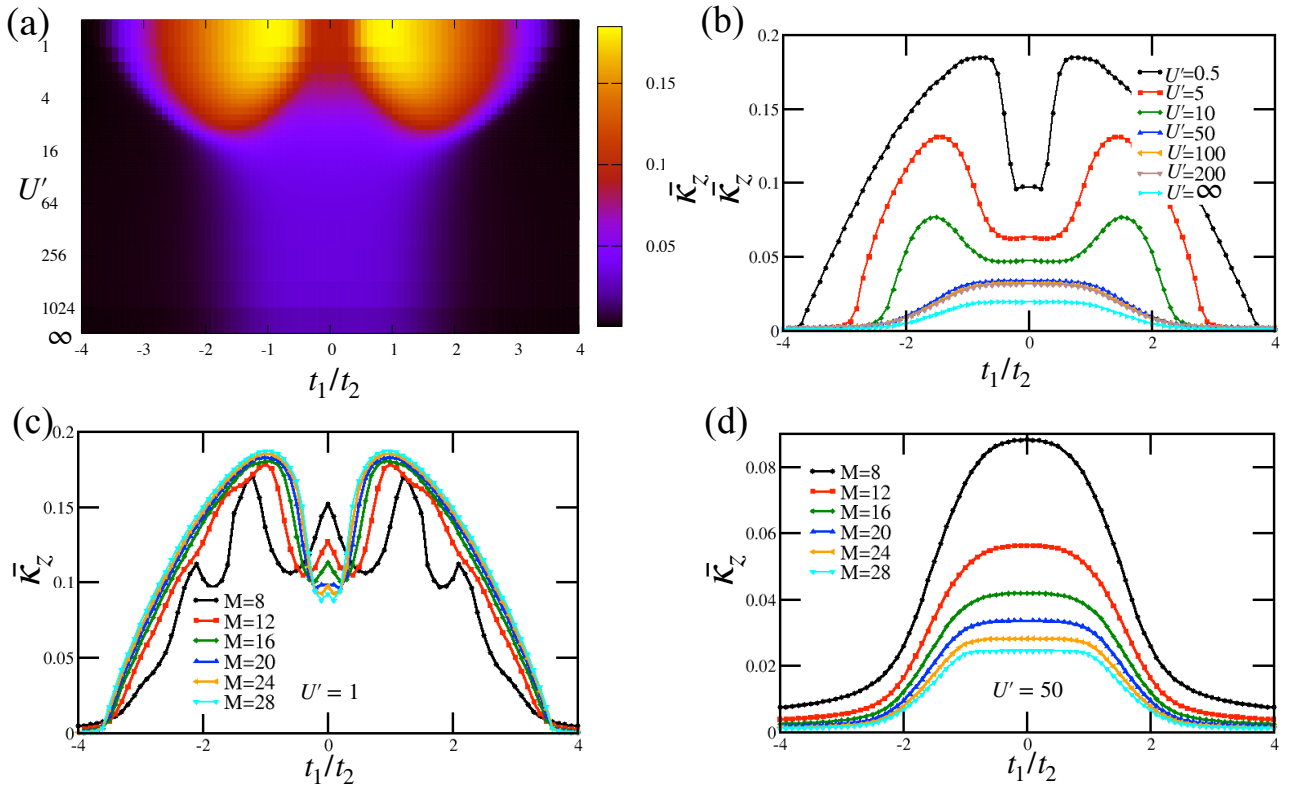 (a)
1
4
16
U'
64
256
1024
∞
-4 -3 -2 -1 0 1 2 3 4
t₁/t₂
0.15
0.1
0.05
κ̄_z
(b)
0.2
0.15
0.1
0.05
0
κ̄_z
U'=0.5
U'=5
U'=10
U'=50
U'=100
U'=200
U'=∞
-4 -2 0 2 4
t₁/t₂
(c)
0.2
0.15
0.1
0.05
0
κ̄_z
M=8
M=12
M=16
M=20
M=24
M=28
U' = 1
-4 -2 0 2 4
t₁/t₂
(d)
0.08
0.06
0.04
0.02
0
κ̄_z
M=8
M=12
M=16
M=20
M=24
M=28
U' = 50
-4 -2 0 2 4
t₁/t₂